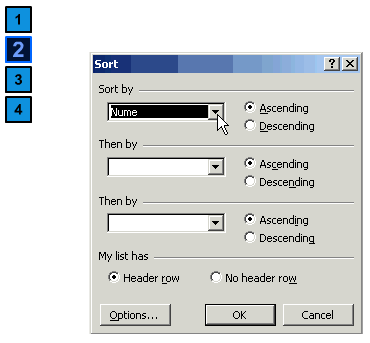 1
2
3
4
Sort
Sort by
Nume
Ascending
Descending
Then by
Ascending
Descending
Then by
Ascending
Descending
My list has
Header row No header row
Options... OK Cancel